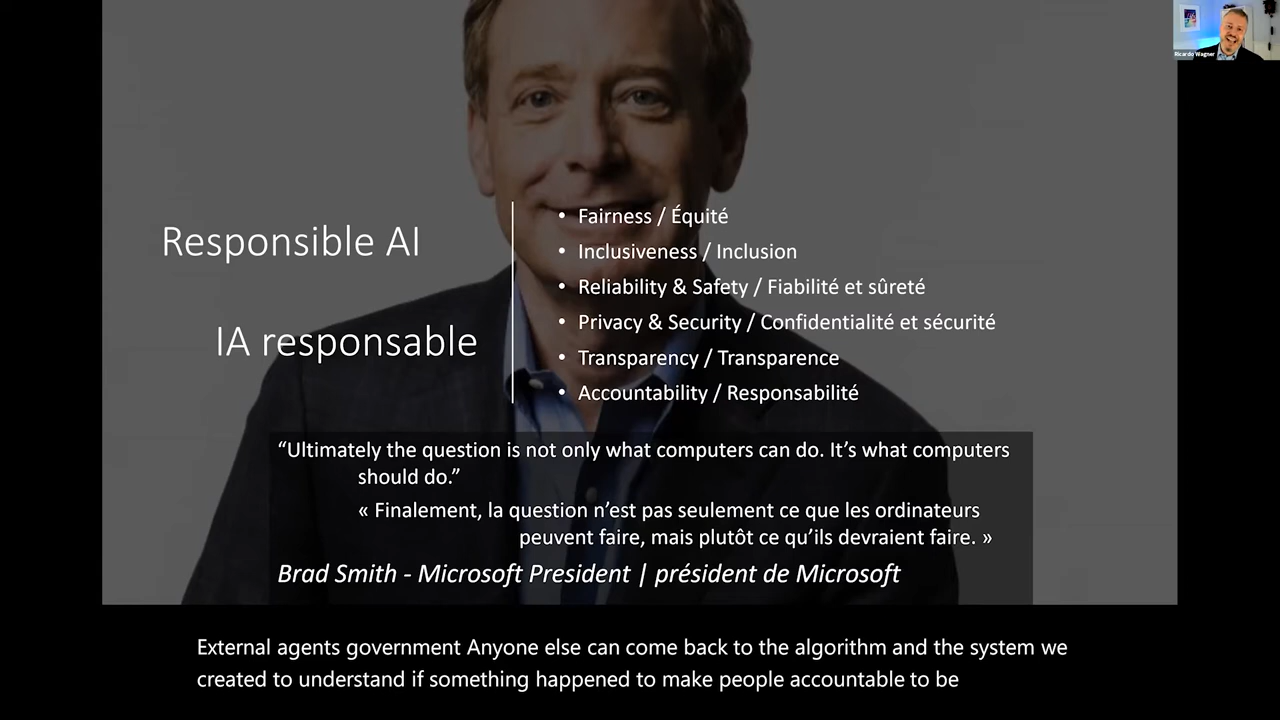 Ricardo Wagner
Responsible AI
IA responsable
• Fairness / Équité
• Inclusiveness / Inclusion
• Reliability & Safety / Fiabilité et sûreté
• Privacy & Security / Confidentialité et sécurité
• Transparency / Transparence
• Accountability / Responsabilité
“Ultimately the question is not only what computers can do. It’s what computers
should do.”
« Finalement, la question n’est pas seulement ce que les ordinateurs
peuvent faire, mais plutôt ce qu’ils devraient faire. »
Brad Smith - Microsoft President | président de Microsoft
External agents government Anyone else can come back to the algorithm and the system we
created to understand if something happened to make people accountable to be